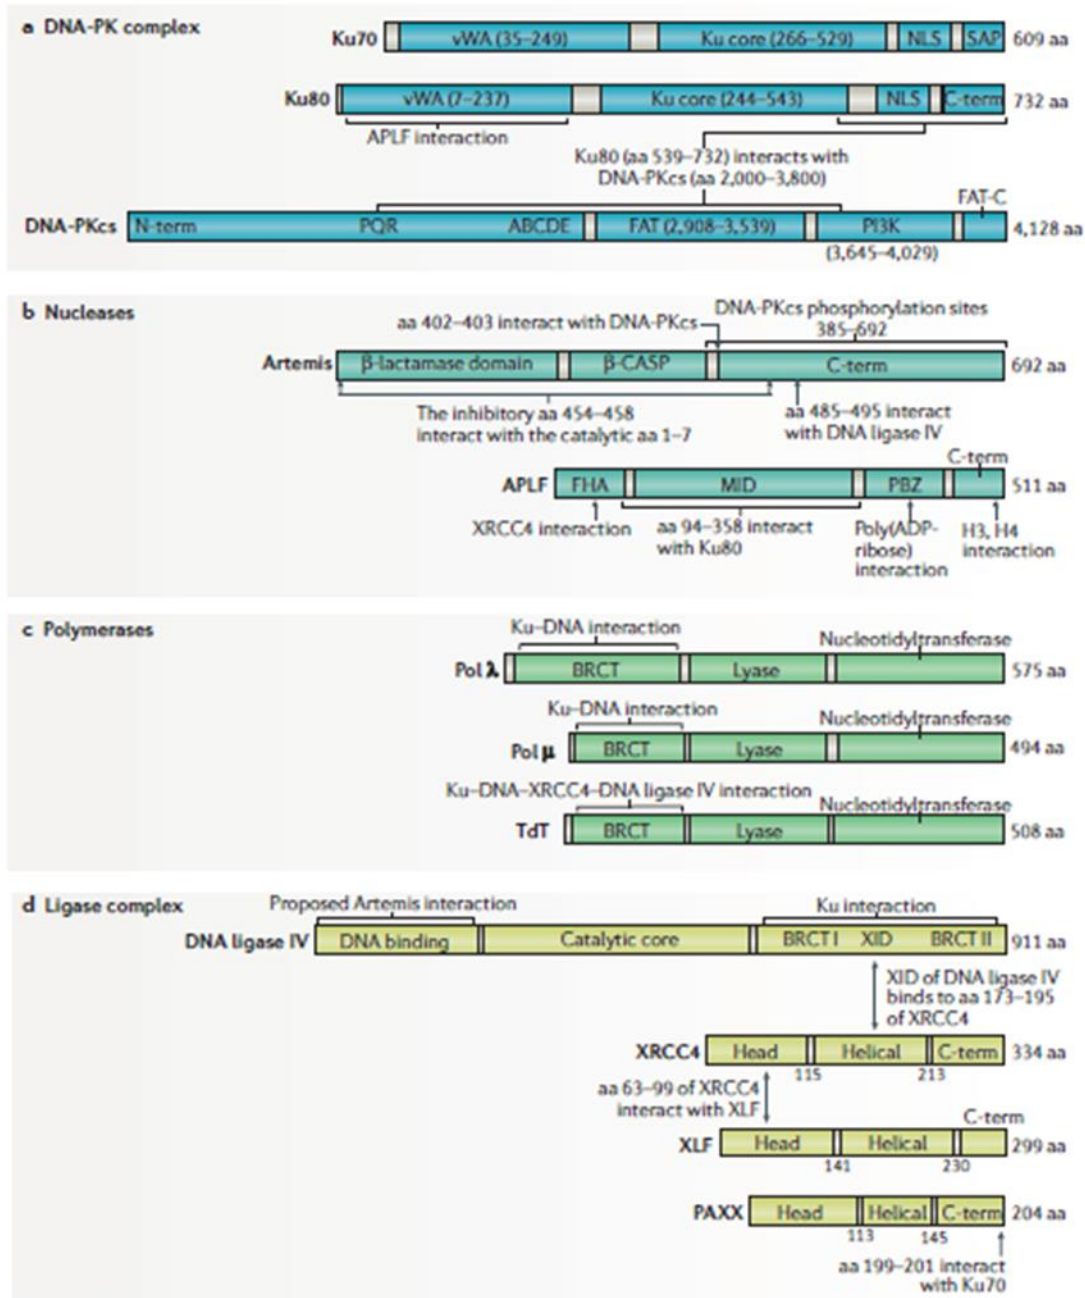 a DNA-PK complex
Ku70 vWA (35–249) Ku core (266–529) NLS SAP 609 aa
Ku80 vWA (7–237) Ku core (244–543) NLS C-term 732 aa
APLF interaction
Ku80 (aa 539–732) interacts with
DNA-PKcs (aa 2,000–3,800)
FAT-C
DNA-PKcs N-term PQR ABCDE FAT (2,908–3,539) PI3K 4,128 aa
(3,645–4,029)
b Nucleases
DNA-PKcs phosphorylation sites
385–692
aa 402–403 interact with DNA-PKcs
Artemis β-lactamase domain β-CASP C-term 692 aa
The inhibitory aa 454–458
interact with the catalytic aa 1–7
aa 485–495 interact
with DNA ligase IV
C-term
APLF FHA MID PBZ 511 aa
XRCC4 interaction
aa 94–358 interact
with Ku80
Poly(ADP-
ribose)
interaction
H3, H4
interaction
c Polymerases
Ku–DNA interaction
Nucleotidyltransferase
Pol λ BRCT Lyase 575 aa
Ku–DNA interaction
Nucleotidyltransferase
Pol μ BRCT Lyase 494 aa
Ku–DNA–XRCC4–DNA ligase IV interaction
Nucleotidyltransferase
TdT BRCT Lyase 508 aa
d Ligase complex
Proposed Artemis interaction
Ku interaction
DNA ligase IV DNA binding Catalytic core BRCT I XID BRCT II 911 aa
XID of DNA ligase IV
binds to aa 173–195
of XRCC4
XRCC4 Head Helical C-term 334 aa
115 213
aa 63–99 of XRCC4
interact with XLF
C-term
XLF Head Helical 299 aa
141 230
PAXX Head Helical C-term 204 aa
113 145
aa 199–201 interact
with Ku70